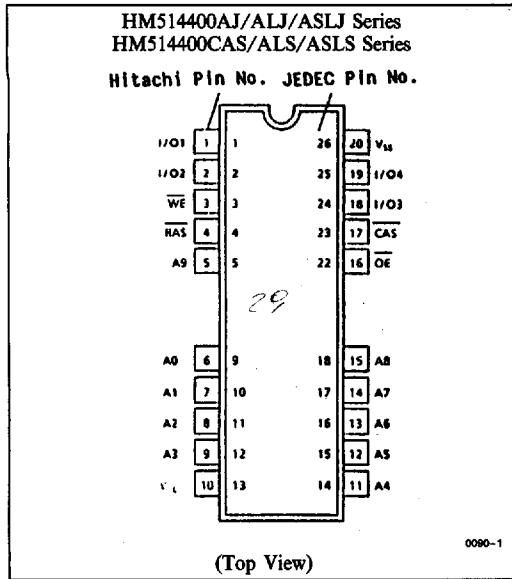 HM514400AJ/ALJ/ASLJ Series
HM514400CAS/ALS/ASLS Series
Hitachi Pin No. JEDEC Pin No.
I/O1 1 1 26 20 Vss
I/O2 2 2 25 19 I/O4
WE 3 3 24 18 I/O3
RAS 4 4 23 17 CAS
A9 5 5 22 16 OE
29
A0 6 9 18 15 A8
A1 7 10 17 14 A7
A2 8 11 16 13 A6
A3 9 12 15 12 A5
10 13 14 11 A4
0090-1
(Top View)